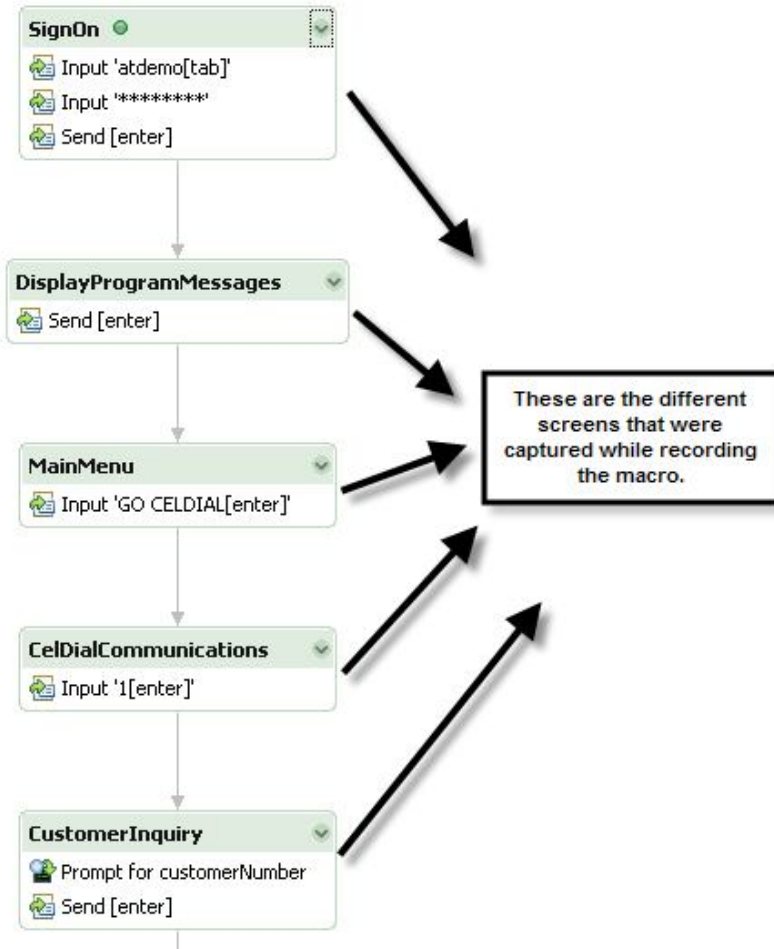 SignOn
Input 'atdemo[tab]'
Input '********'
Send [enter]
DisplayProgramMessages
Send [enter]
MainMenu
Input 'GO CELDIAL[enter]'
CelDialCommunications
Input '1[enter]'
CustomerInquiry
Prompt for customerNumber
Send [enter]
These are the different
screens that were
captured while recording
the macro.